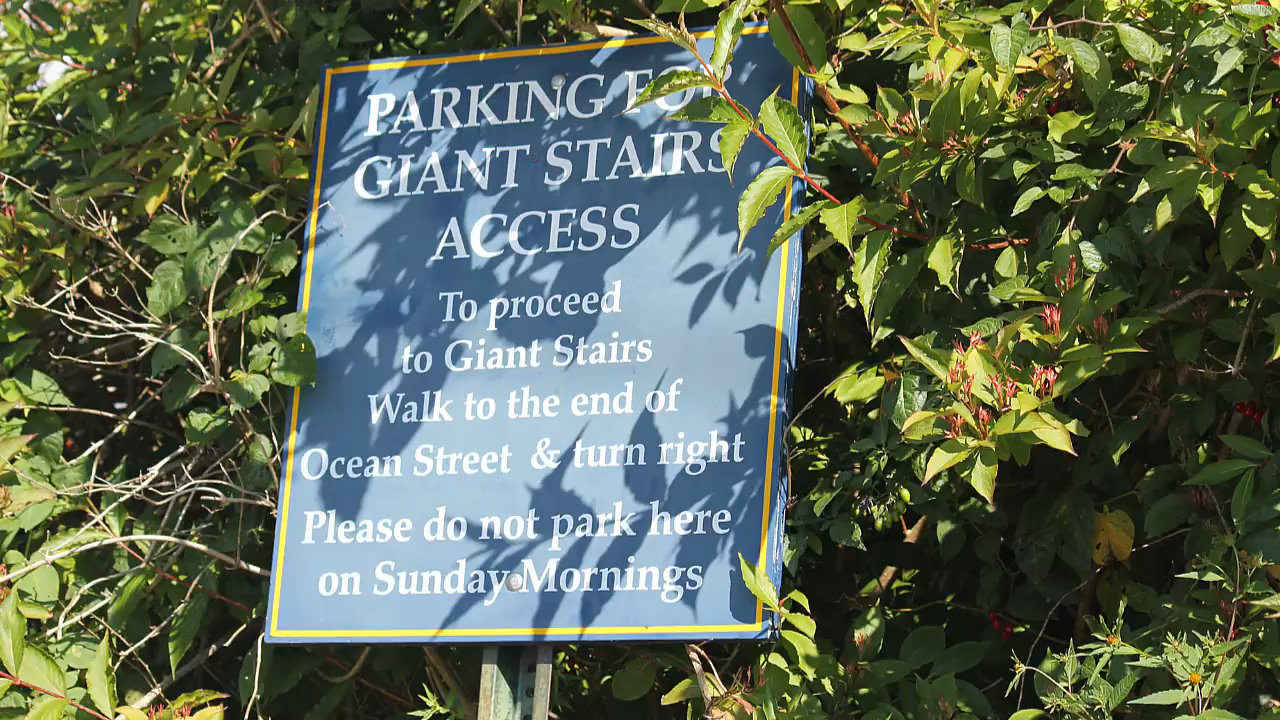 PARKING FOR
GIANT STAIRS
ACCESS
To proceed
to Giant Stairs
Walk to the end of
Ocean Street & turn right
Please do not park here
on Sunday Mornings